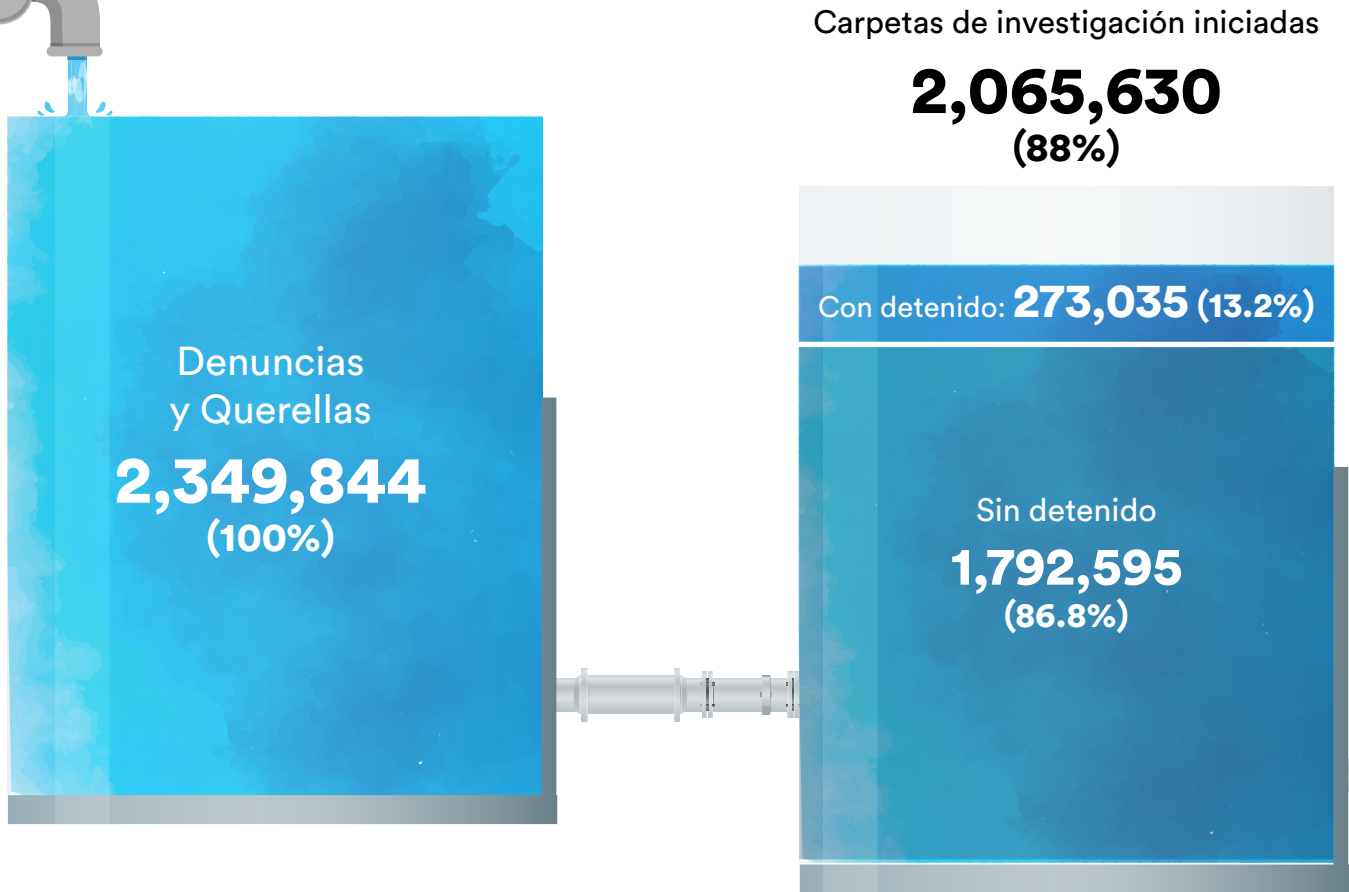 Denuncias
y Querellas
2,349,844
(100%)
Carpetas de investigación iniciadas
2,065,630
(88%)
Con detenido: 273,035 (13.2%)
Sin detenido
1,792,595
(86.8%)